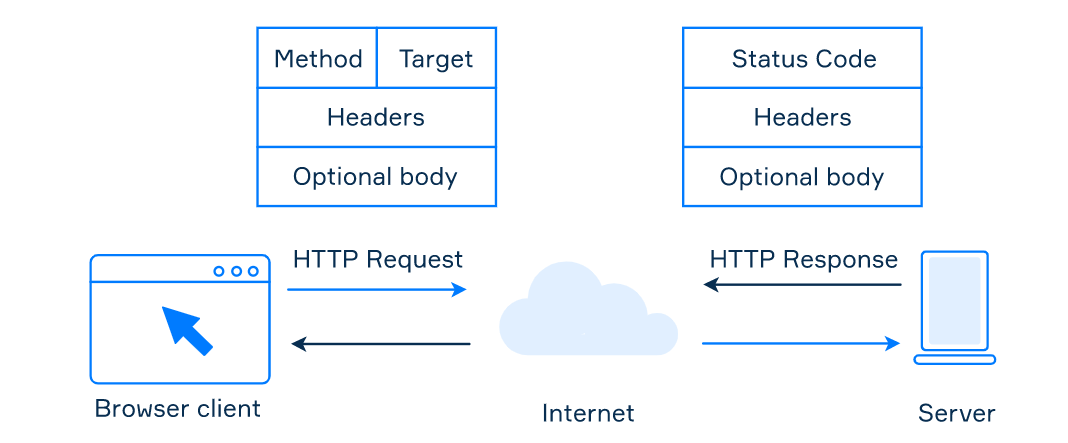 Method
Target
Status Code
Headers
Headers
Optional body
Optional body
HTTP Request
HTTP Response
Browser client
Internet
Server